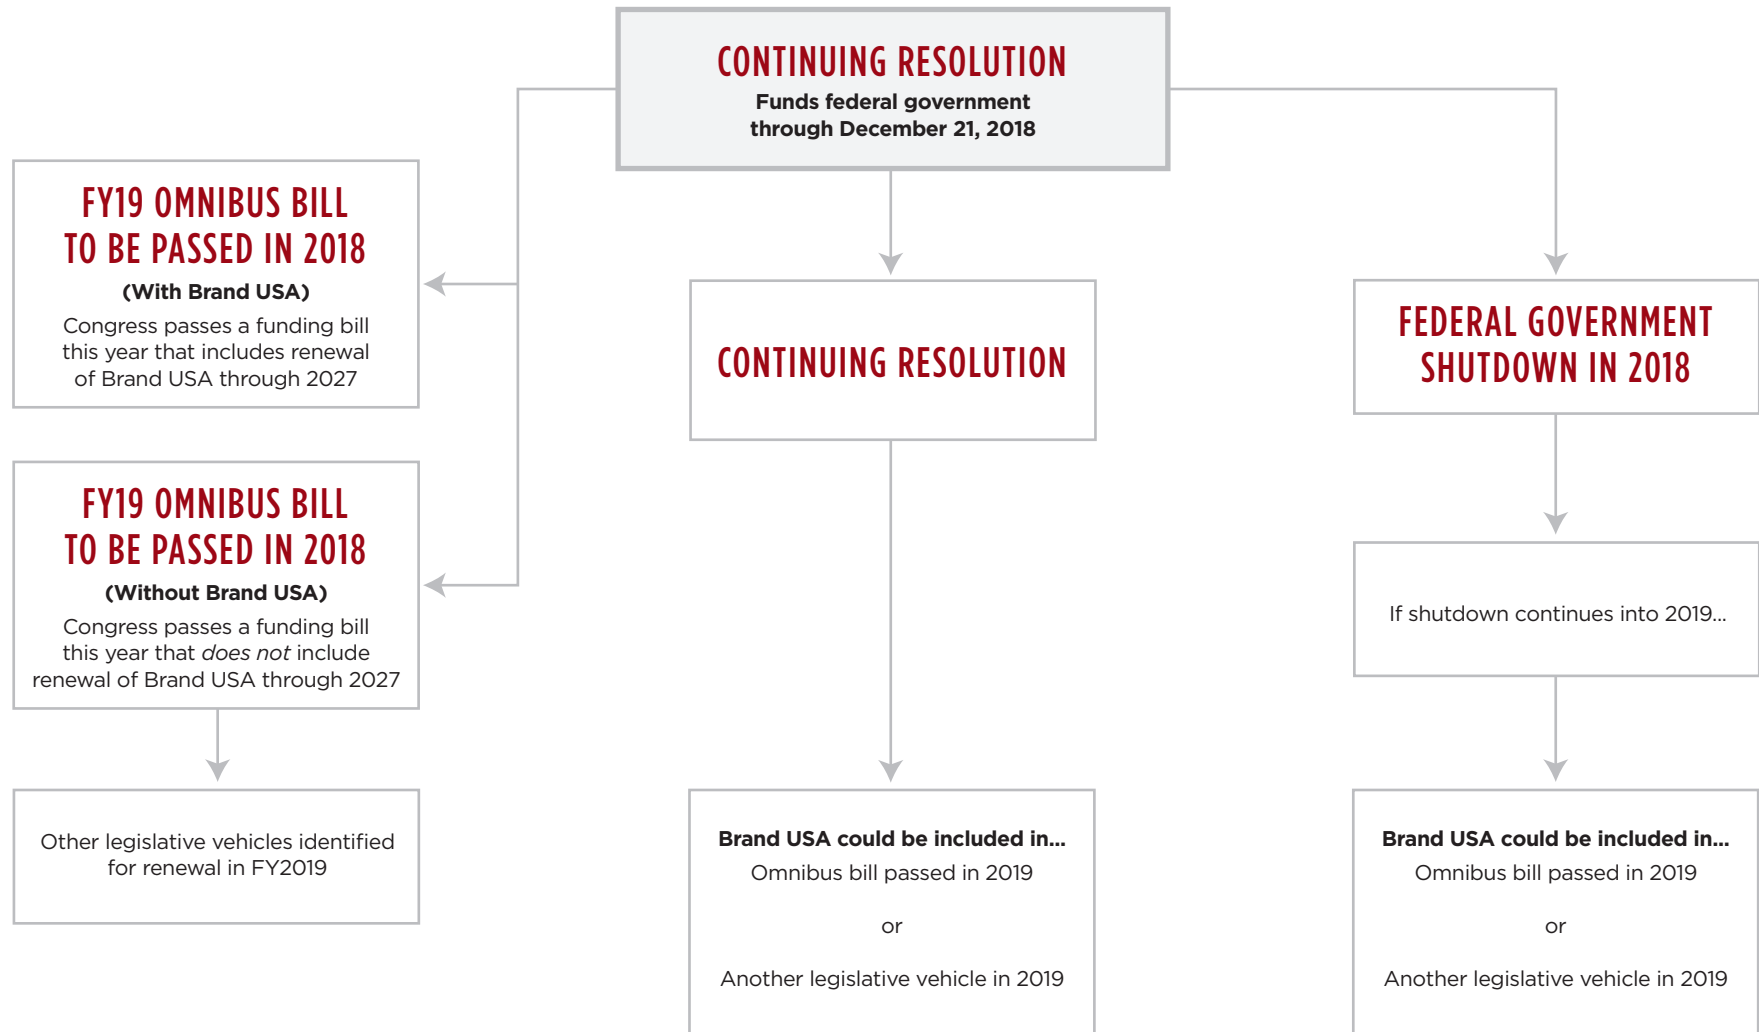 CONTINUING RESOLUTION
Funds federal government
through December 21, 2018
FY19 OMNIBUS BILL
TO BE PASSED IN 2018
(With Brand USA)
Congress passes a funding bill
this year that includes renewal
of Brand USA through 2027
FY19 OMNIBUS BILL
TO BE PASSED IN 2018
(Without Brand USA)
Congress passes a funding bill
this year that does not include
renewal of Brand USA through 2027
Other legislative vehicles identified
for renewal in FY2019
CONTINUING RESOLUTION
Brand USA could be included in...
Omnibus bill passed in 2019
or
Another legislative vehicle in 2019
FEDERAL GOVERNMENT
SHUTDOWN IN 2018
If shutdown continues into 2019...
Brand USA could be included in...
Omnibus bill passed in 2019
or
Another legislative vehicle in 2019